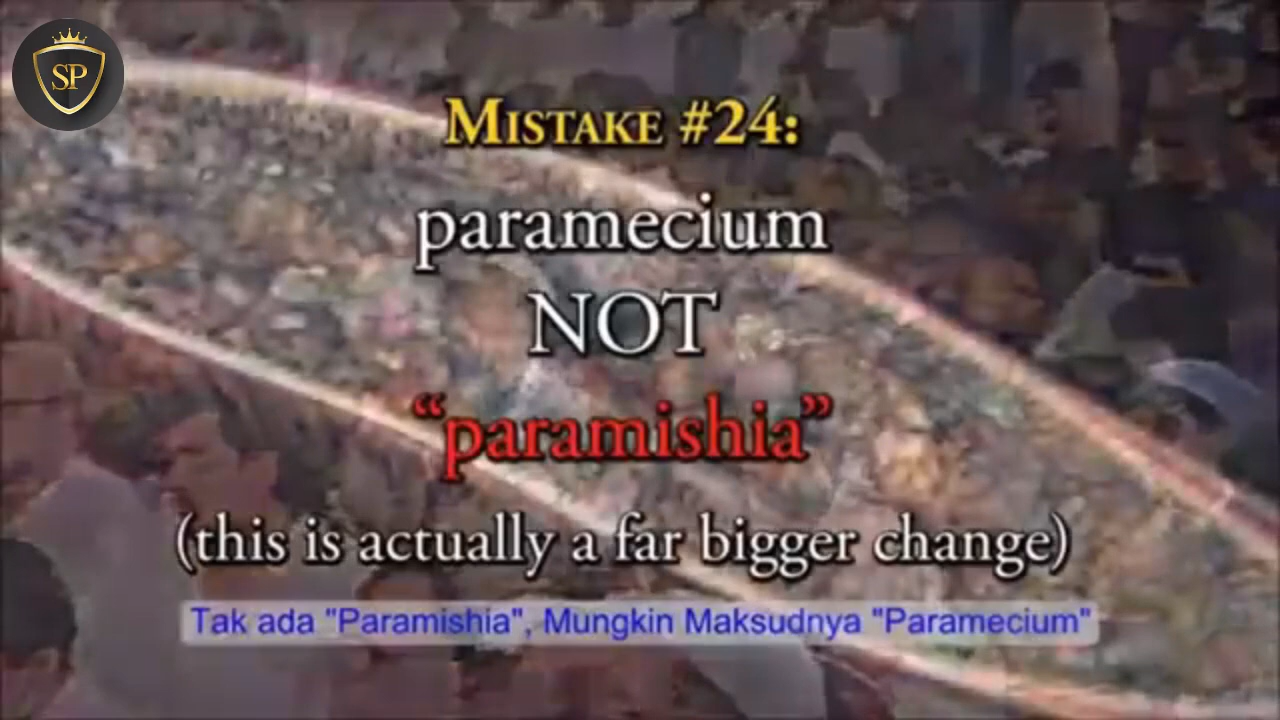 SP
MISTAKE #24:
paramecium
NOT
“paramishia”
(this is actually a far bigger change)
Tak ada "Paramishia", Mungkin Maksudnya "Paramecium"